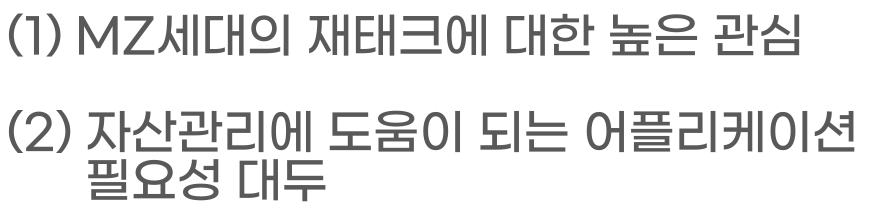 (1) MZ세대의 재태크에 대한 높은 관심
(2) 자산관리에 도움이 되는 어플리케이션
필요성 대두